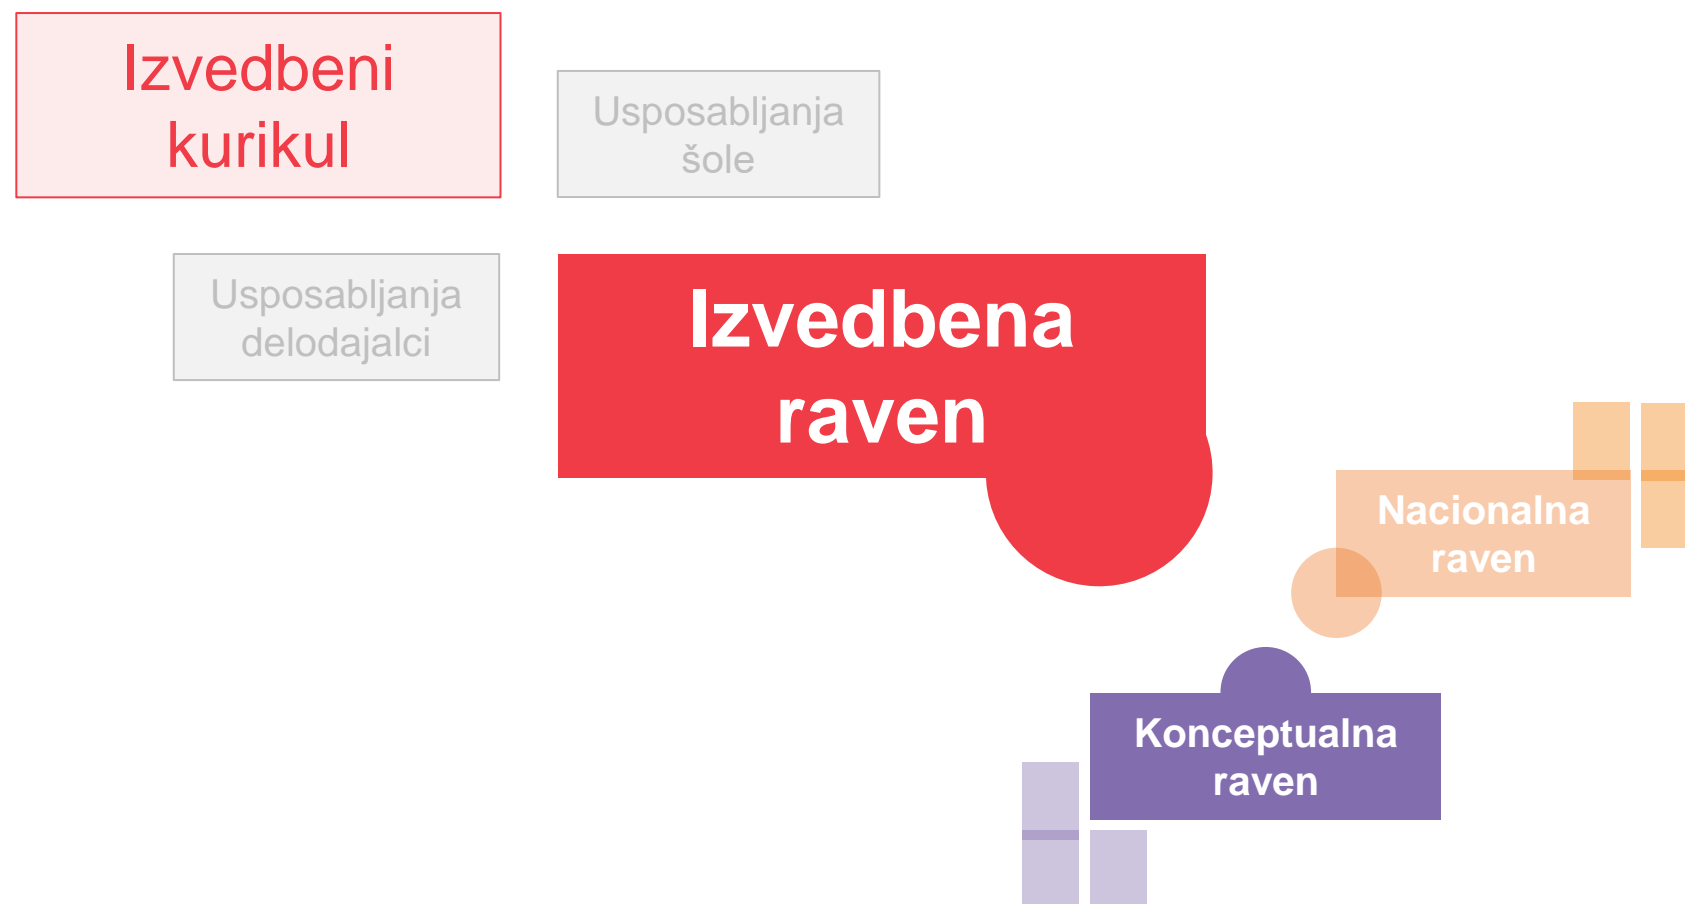 Izvedbeni
kurikul
Usposabljanja
šole
Usposabljanja
delodajalci
Izvedbena
raven
Nacionalna
raven
Konceptualna
raven